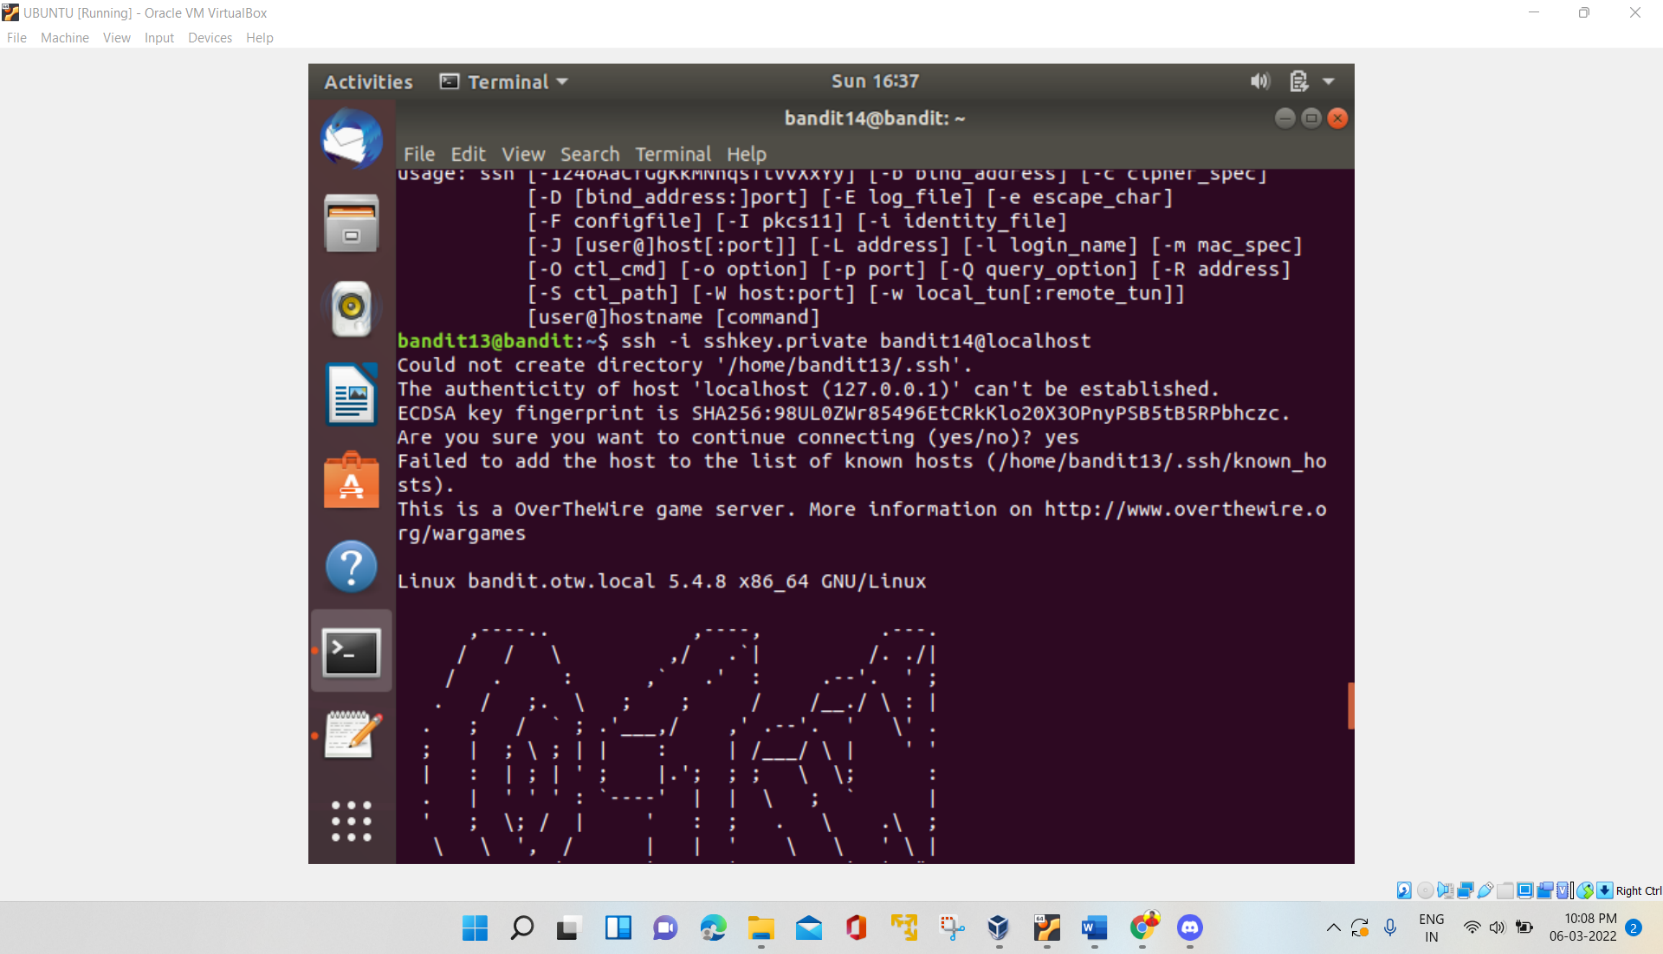 UBUNTU [Running] - Oracle VM VirtualBox
File Machine View Input Devices Help
Activities Terminal Sun 16:37
bandit14@bandit: ~
File Edit View Search Terminal Help
usage: ssh [-1246AaCfGgKkMNnqsTtVvXxYy] [-b bind_address] [-c cipher_spec]
[-D [bind_address:]port] [-E log_file] [-e escape_char]
[-F configfile] [-I pkcs11] [-i identity_file]
[-J [user@]host[:port]] [-L address] [-l login_name] [-m mac_spec]
[-O ctl_cmd] [-o option] [-p port] [-Q query_option] [-R address]
[-S ctl_path] [-W host:port] [-w local_tun[:remote_tun]]
[user@]hostname [command]
bandit13@bandit:~$ ssh -i sshkey.private bandit14@localhost
Could not create directory '/home/bandit13/.ssh'.
The authenticity of host 'localhost (127.0.0.1)' can't be established.
ECDSA key fingerprint is SHA256:98UL0ZWr85496EtCRkKlo20X3OPnyPSB5tB5RPbhczc.
Are you sure you want to continue connecting (yes/no)? yes
Failed to add the host to the list of known hosts (/home/bandit13/.ssh/known_ho
sts).
This is a OverTheWire game server. More information on http://www.overthewire.o
rg/wargames
Linux bandit.otw.local 5.4.8 x86_64 GNU/Linux
Right Ctrl
ENG
IN
10:08 PM
06-03-2022
2